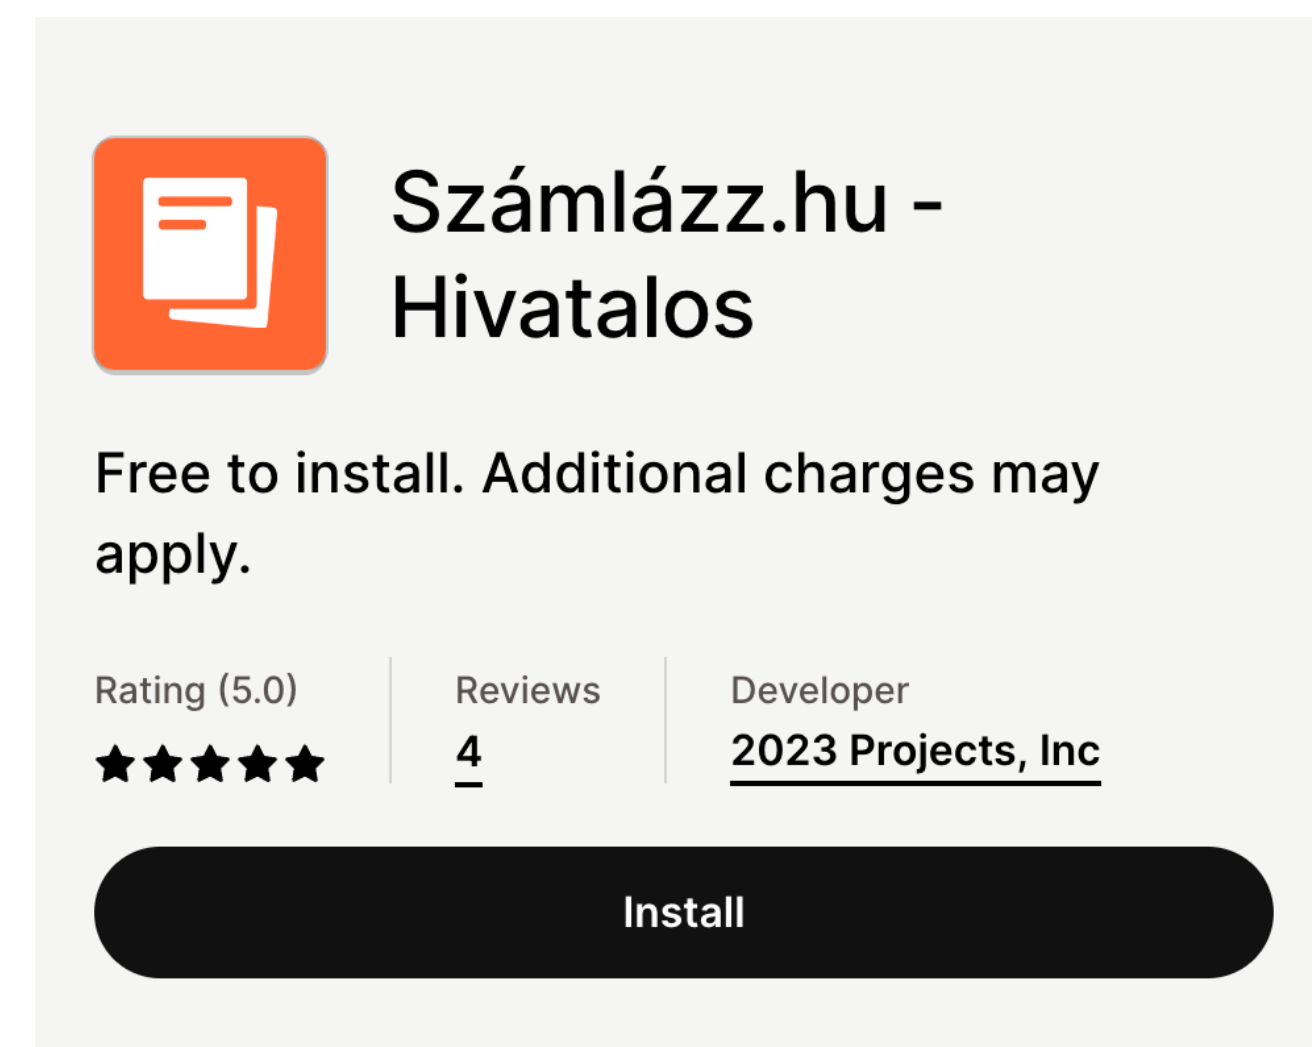 Számlázz.hu -
Hivatalos
Free to install. Additional charges may
apply.
Rating (5.0)
Reviews
4
Developer
2023 Projects, Inc
Install